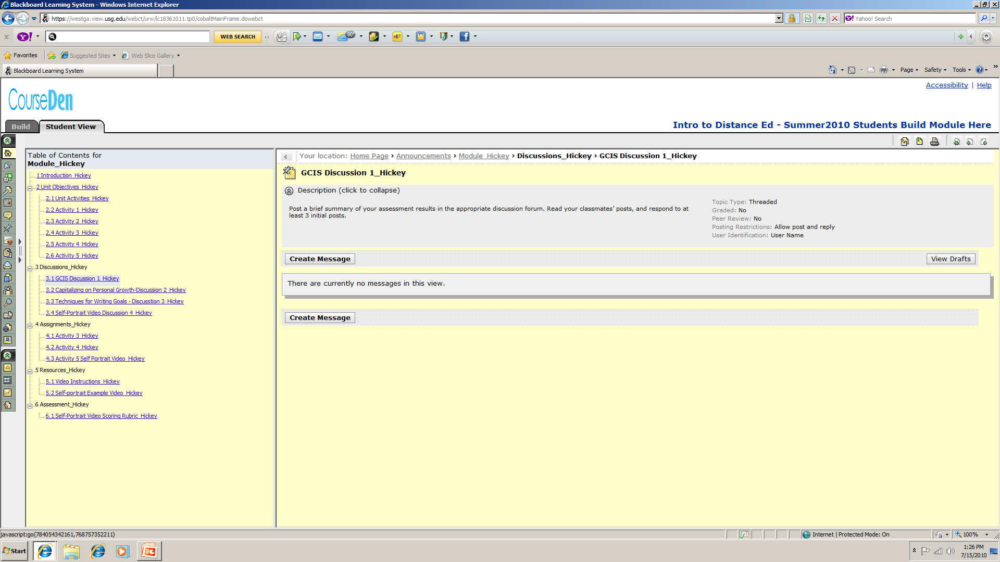 Blackboard Learning System - Windows Internet Explorer
https://westga.view.usg.edu/webct/urw/lc18361011.tp0/cobaltMainFrame.dowebct
Yahoo! Search
WEB SEARCH
90°
Favorites
Suggested Sites
Web Slice Gallery
Blackboard Learning System
Page
Safety
Tools
Accessibility | Help
CourseDen
Build
Student View
Intro to Distance Ed - Summer2010 Students Build Module Here
Table of Contents for
Module_Hickey
1 Introduction_Hickey
2 Unit Objectives_Hickey
2.1 Unit Activities_Hickey
2.2 Activity 1_Hickey
2.3 Activity 2_Hickey
2.4 Activity 3_Hickey
2.5 Activity 4_Hickey
2.6 Activity 5_Hickey
3 Discussions_Hickey
3.1 GCIS Discussion 1_Hickey
3.2 Capitalizing on Personal Growth-Discussion 2_Hickey
3.3 Techniques for Writing Goals - Discusstion 3_Hickey
3.4 Self-Portrait Video Discussion 4_Hickey
4 Assignments_Hickey
4.1 Activity 3_Hickey
4.2 Activity 4_Hickey
4.3 Activity 5 Self Portrait Video_Hickey
5 Resources_Hickey
5.1 Video Instructions_Hickey
5.2 Self-portrait Example Video_Hickey
6 Assessment_Hickey
6.1 Self-Portrait Video Scoring Rubric_Hickey
Your location: Home Page › Announcements › Module_Hickey › Discussions_Hickey › GCIS Discussion 1_Hickey
GCIS Discussion 1_Hickey
Description (click to collapse)
Post a brief summary of your assessment results in the appropriate discussion forum. Read your classmates’ posts, and respond to at
least 3 initial posts.
Topic Type: Threaded
Graded: No
Peer Review: No
Posting Restrictions: Allow post and reply
User Identification: User Name
Create Message
View Drafts
There are currently no messages in this view.
Create Message
javascript:go(784054342161,768757352211)
Internet | Protected Mode: On
100%
Start
1:26 PM
7/15/2010